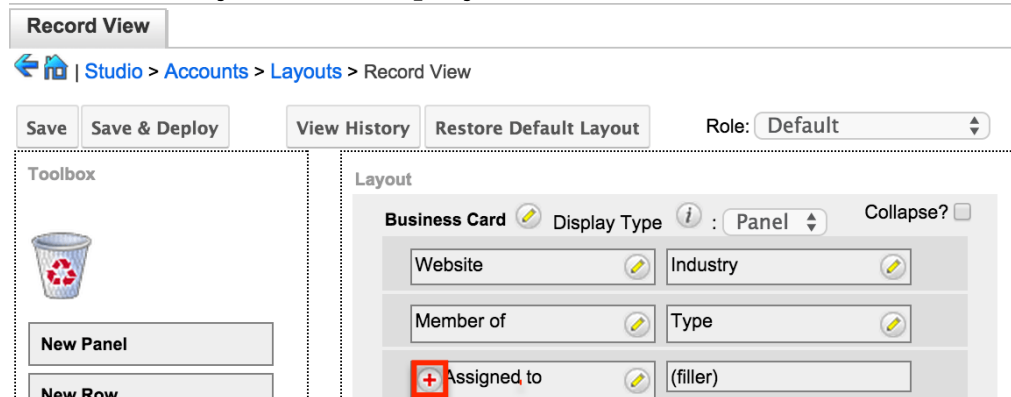 Record View
| Studio > Accounts > Layouts > Record View
Save Save & Deploy View History Restore Default Layout Role: Default
Toolbox
Layout
Business Card Display Type i : Panel Collapse?
Website Industry
Member of Type
New Panel
+ Assigned to (filler)
New Row